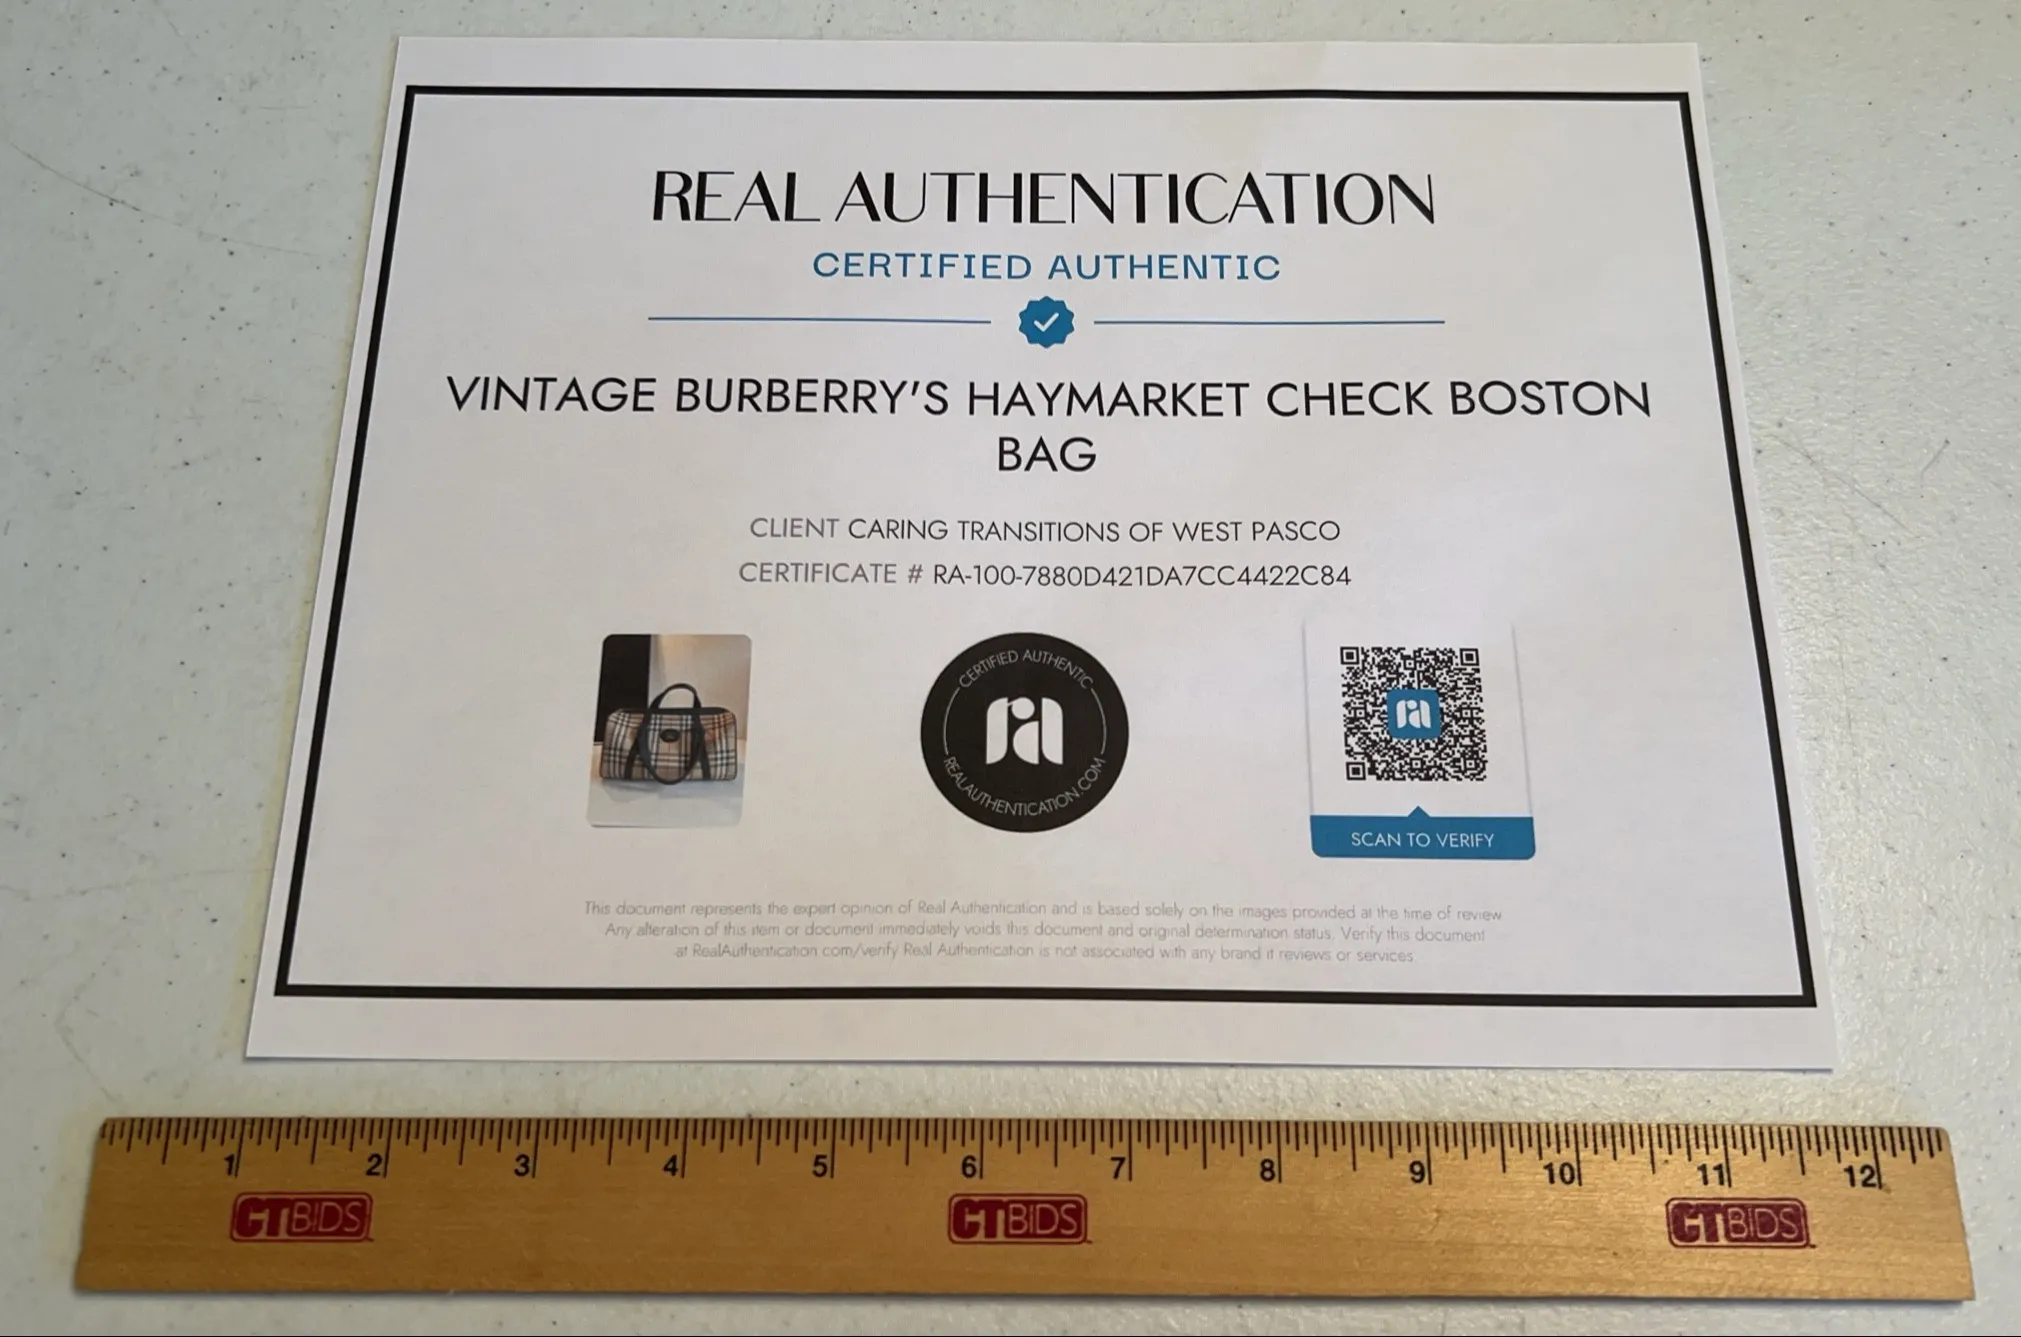 REAL AUTHENTICATION
CERTIFIED AUTHENTIC
VINTAGE BURBERRY'S HAYMARKET CHECK BOSTON
BAG
CLIENT CARING TRANSITIONS OF WEST PASCO
CERTIFICATE # RA-100-7880D421DA7CC4422C84
CERTIFIED AUTHENTIC
ra
REALAUTHENTICATION.COM
ra
SCAN TO VERIFY
This document represents the expert opinion of Real Authentication and is based solely on the images provided at the time of review
Any alteration of this item or document immediately voids this document and original determination status. Verify this document
at RealAuthentication.com/verify Real Authentication is not associated with any brand it reviews or services.
1 2 3 4 5 6 7 8 9 10 11 12
CTBIDS CTBIDS CTBIDS